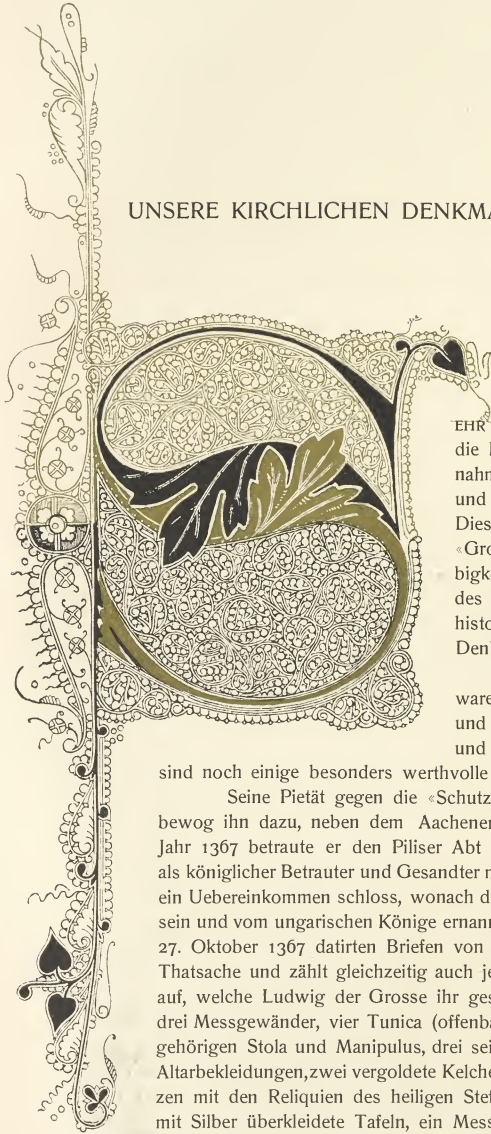 UNSERE KIRCHLICHEN DENKMA
S
EHR
die
nahm
und
Dies
«Gro
bigk
des
histo
Den
ware
und
und
sind noch einige besonders werthvolle
Seine Pietät gegen die «Schutz
bewog ihn dazu, neben dem Aachener
Jahr 1367 betraute er den Piliser Abt
als königlicher Betrauter und Gesandter
ein Uebereinkommen schloss, wonach d
sein und vom ungarischen Könige ernann
27. Oktober 1367 datirten Briefen von
Thatsache und zählt gleichzeitig auch je
auf, welche Ludwig der Grosse ihr ges
drei Messgewänder, vier Tunica (offenba
gehörigen Stola und Manipulus, drei sei
Altarbekleidungen,zwei vergoldete Kelche
zen mit den Reliquien des heiligen Stef
mit Silber überkleidete Tafeln, ein Mess